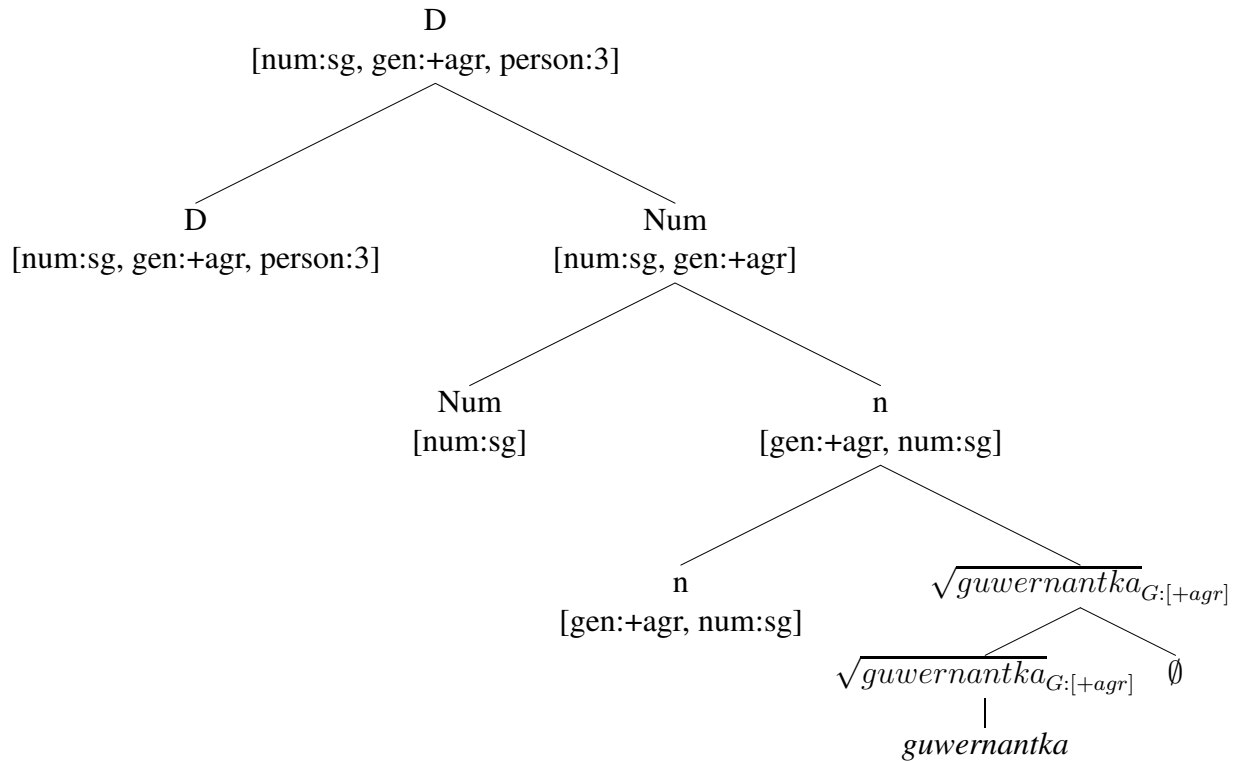 D
[num:sg, gen:+agr, person:3]
D
[num:sg, gen:+agr, person:3]
Num
[num:sg, gen:+agr]
Num
[num:sg]
n
[gen:+agr, num:sg]
n
[gen:+agr, num:sg]
√guwernantka G:[+agr]
√guwernantka G:[+agr]
∅
guwernantka